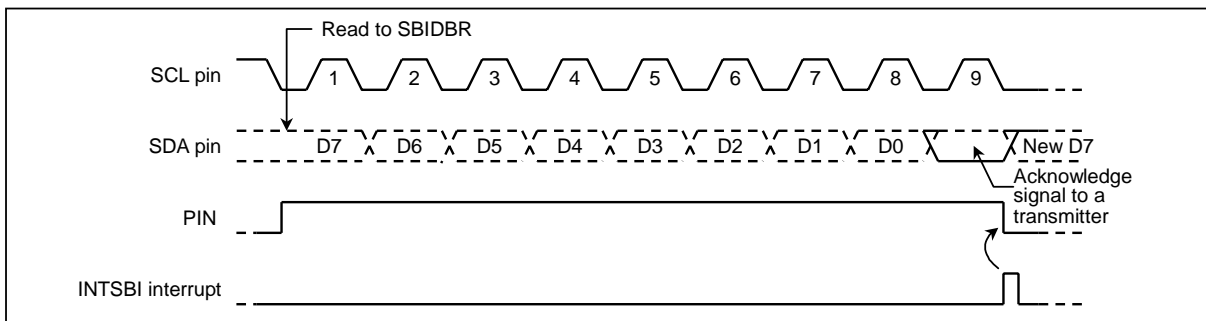 Read to SBIDBR
SCL pin
1 2 3 4 5 6 7 8 9
SDA pin
D7 D6 D5 D4 D3 D2 D1 D0 New D7
Acknowledge
signal to a
transmitter
PIN
INTSBI interrupt